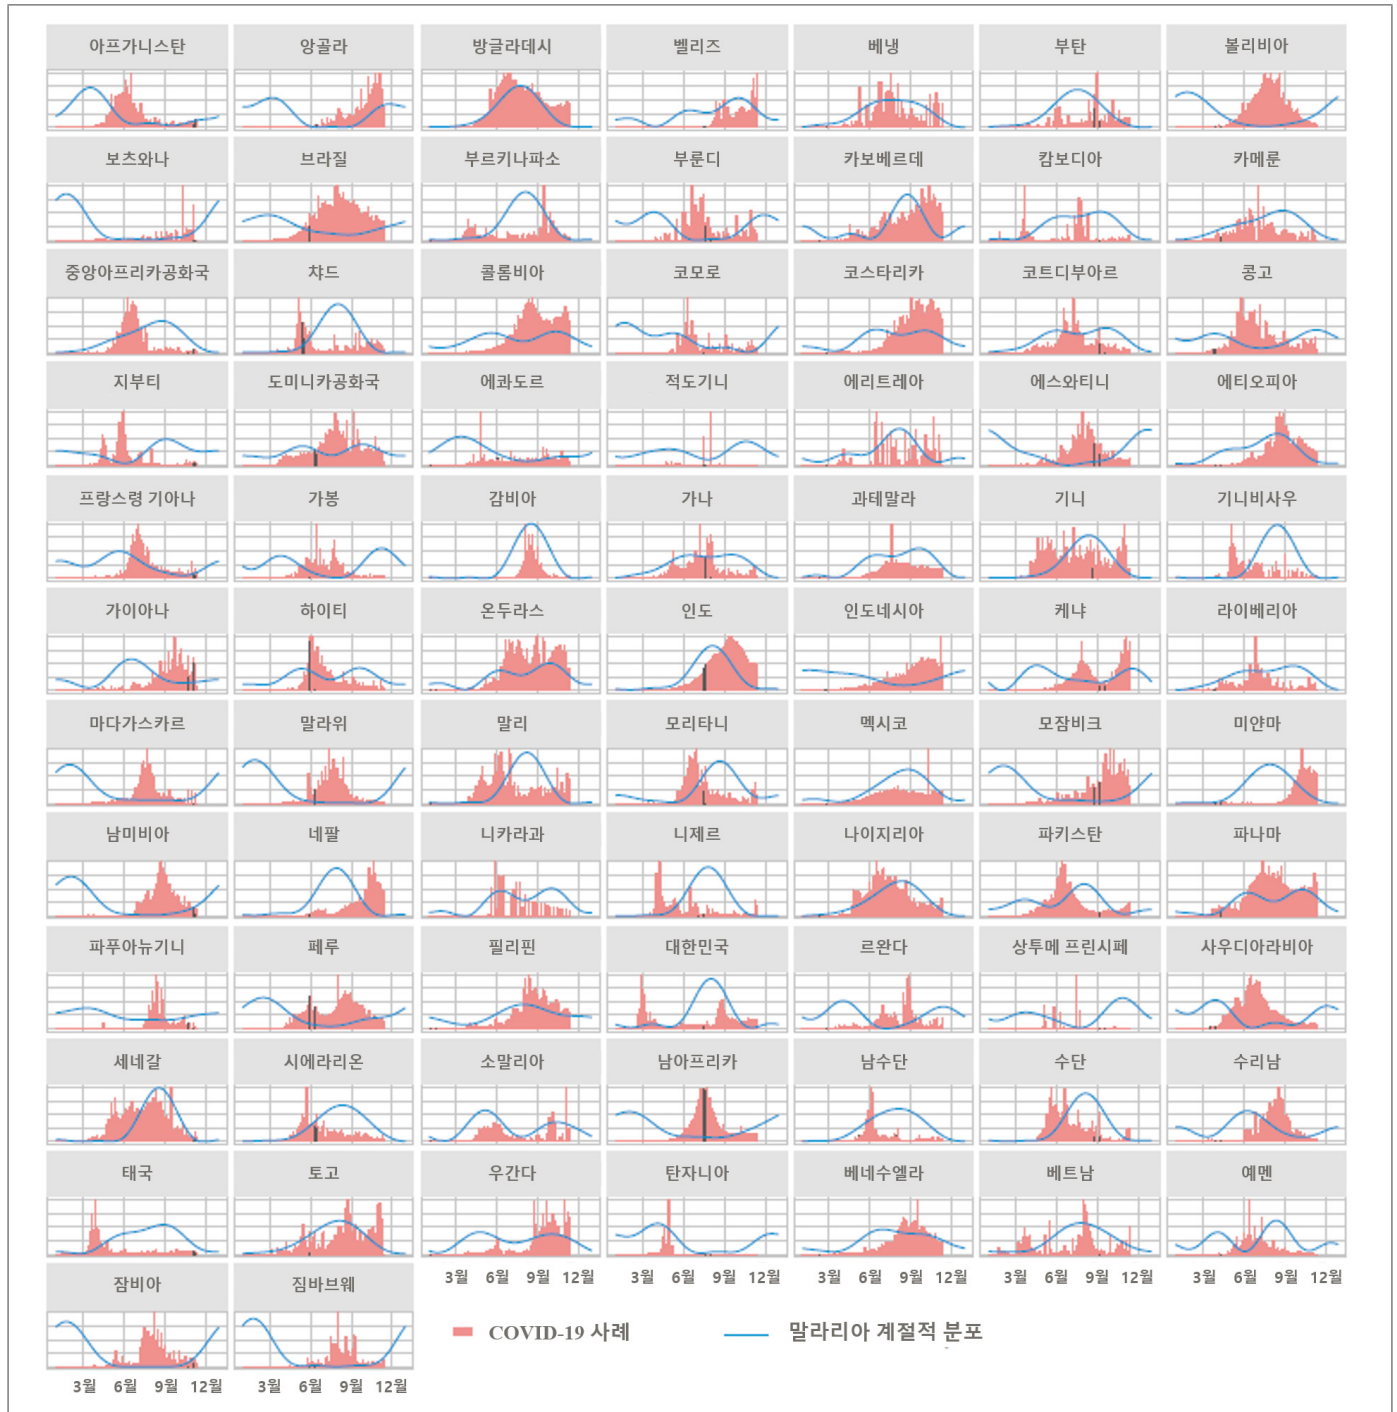 아프가니스탄 앙골라 방글라데시 벨리즈 베냉 부탄 볼리비아
보츠와나 브라질 부르키나파소 부룬디 카보베르데 캄보디아 카메룬
중앙아프리카공화국 챠드 콜롬비아 코모로 코스타리카 코트디부아르 콩고
지부티 도미니카공화국 에콰도르 적도기니 에리트레아 에스와티니 에티오피아
프랑스령 기아나 가봉 감비아 가나 과테말라 기니 기니비사우
가이아나 하이티 온두라스 인도 인도네시아 케냐 라이베리아
마다가스카르 말라위 말리 모리타니 멕시코 모잠비크 미얀마
남미비아 네팔 니카라과 니제르 나이지리아 파키스탄 파나마
파푸아뉴기니 페루 필리핀 대한민국 르완다 상투메 프린시페 사우디아라비아
세네갈 시에라리온 소말리아 남아프리카 남수단 수단 수리남
태국 토고 우간다 탄자니아 베네수엘라 베트남 예멘
3월 6월 9월 12월 3월 6월 9월 12월 3월 6월 9월 12월 3월 6월 9월 12월 3월 6월 9월 12월
잠비아 짐바브웨
COVID-19 사례 말라리아 계절적 분포
3월 6월 9월 12월 3월 6월 9월 12월